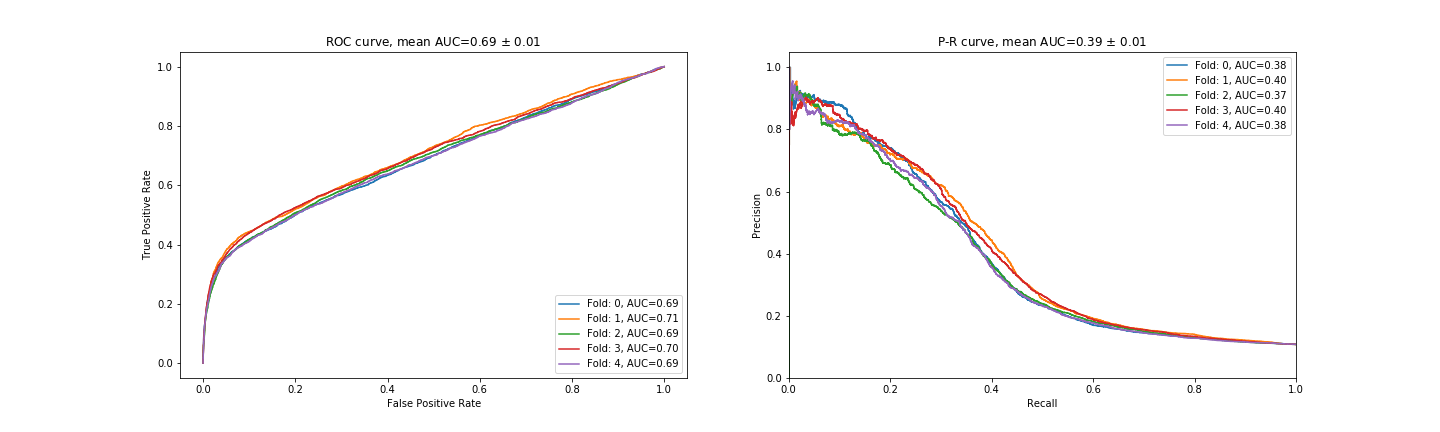 ROC curve, mean AUC=0.69 ± 0.01
True Positive Rate
1.0
0.8
0.6
0.4
0.2
0.0
Fold: 0, AUC=0.69
Fold: 1, AUC=0.71
Fold: 2, AUC=0.69
Fold: 3, AUC=0.70
Fold: 4, AUC=0.69
0.0 0.2 0.4 0.6 0.8 1.0
False Positive Rate
P-R curve, mean AUC=0.39 ± 0.01
Precision
1.0
0.8
0.6
0.4
0.2
0.0
Fold: 0, AUC=0.38
Fold: 1, AUC=0.40
Fold: 2, AUC=0.37
Fold: 3, AUC=0.40
Fold: 4, AUC=0.38
0.0 0.2 0.4 0.6 0.8 1.0
Recall